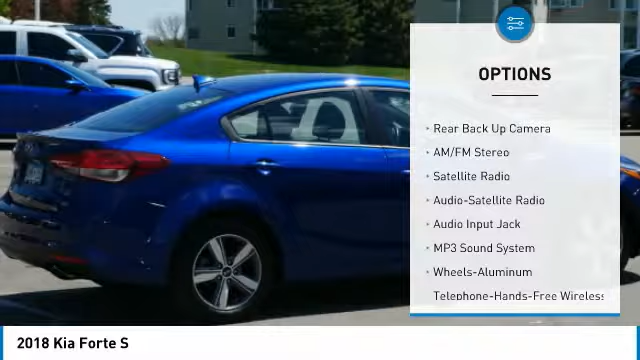 OPTIONS
Rear Back Up Camera
AM/FM Stereo
Satellite Radio
Audio-Satellite Radio
Audio Input Jack
MP3 Sound System
Wheels-Aluminum
Telephone-Hands-Free Wireless
2018 Kia Forte S